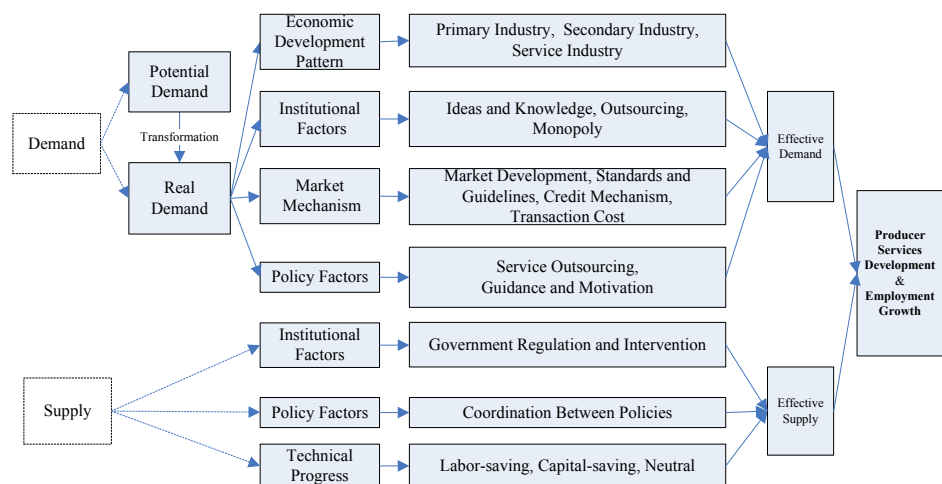 Economic
Development
Pattern
Primary Industry, Secondary Industry,
Service Industry
Potential
Demand
Institutional
Factors
Ideas and Knowledge, Outsourcing,
Monopoly
Demand
Transformation
Effective
Demand
Real
Demand
Market
Mechanism
Market Development, Standards and
Guidelines, Credit Mechanism,
Transaction Cost
Policy Factors
Service Outsourcing,
Guidance and Motivation
Producer
Services
Development
&
Employment
Growth
Institutional
Factors
Government Regulation and Intervention
Supply
Policy Factors
Coordination Between Policies
Effective
Supply
Technical
Progress
Labor-saving, Capital-saving, Neutral